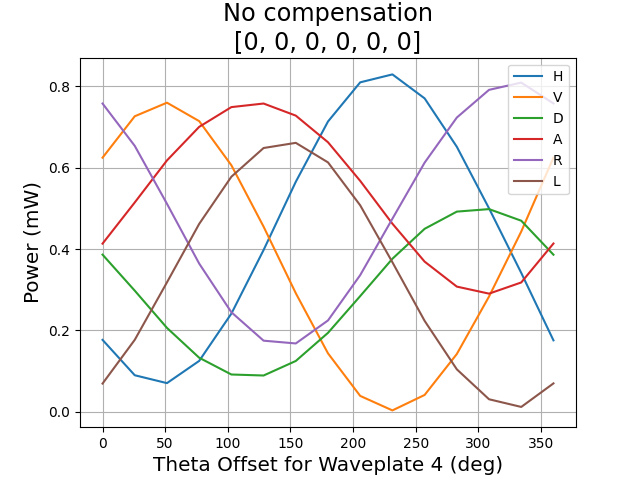 No compensation
[0, 0, 0, 0, 0, 0]
H
V
D
A
R
L
0.8
0.6
0.4
0.2
0.0
Power (mW)
0 50 100 150 200 250 300 350
Theta Offset for Waveplate 4 (deg)